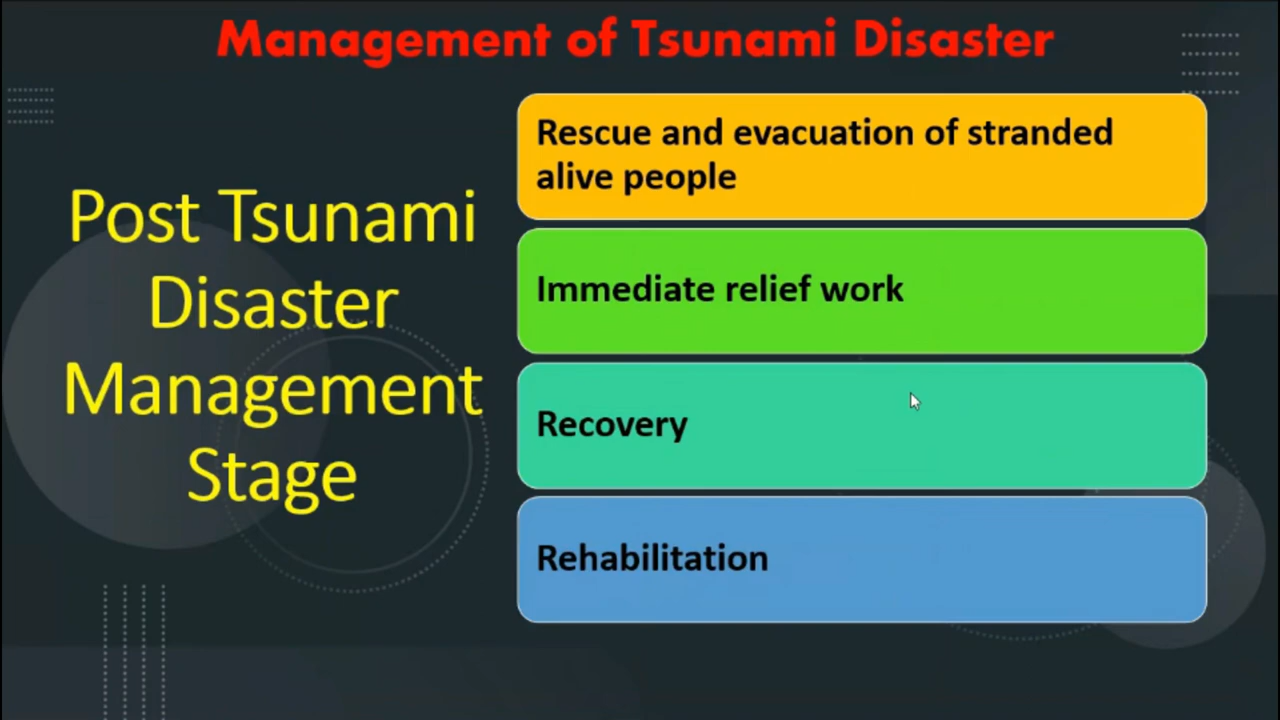 Management of Tsunami Disaster
Post Tsunami
Disaster
Management
Stage
Rescue and evacuation of stranded
alive people
Immediate relief work
Recovery
Rehabilitation